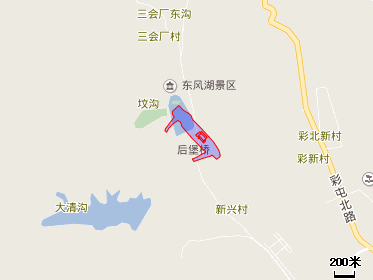 三会厂东沟
三会厂村
东风湖景区
坟沟
彩北新村
后堡桥
彩新村
大清沟
新兴村
彩屯北路
200米